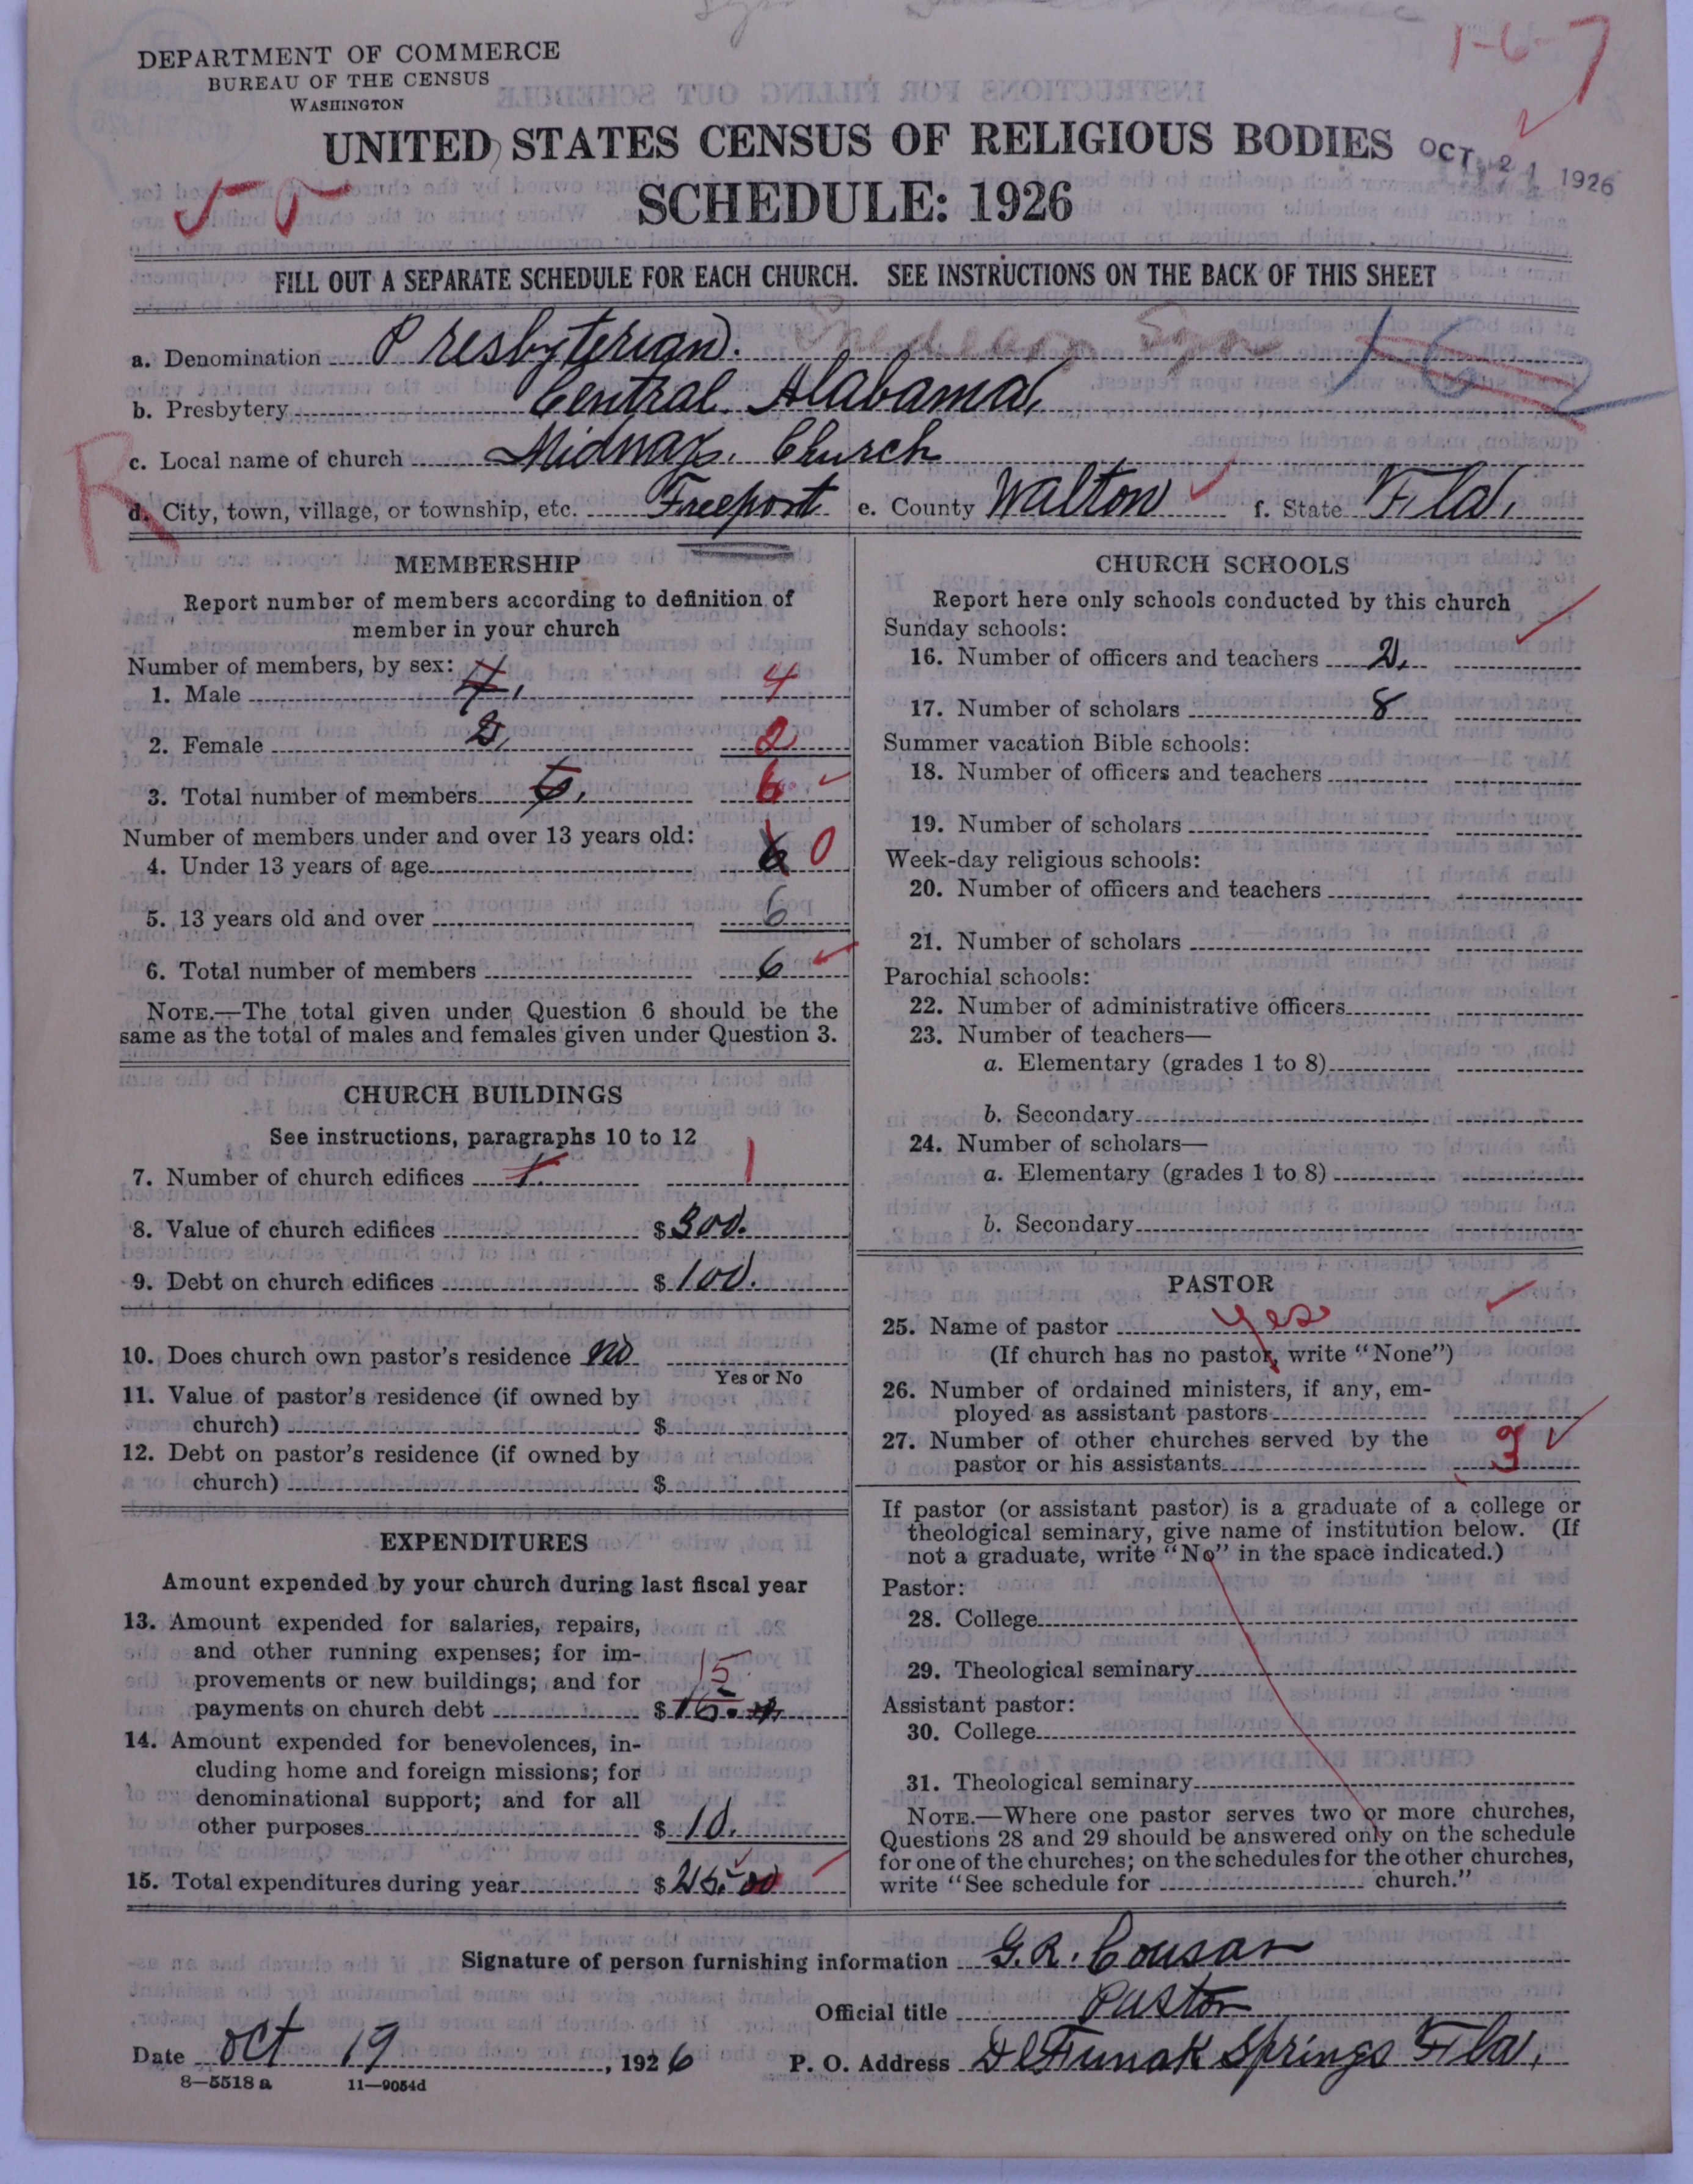 1-6-7
DEPARTMENT OF COMMERCE
BUREAU OF THE CENSUS
WASHINGTON
UNITED STATES CENSUS OF RELIGIOUS BODIES
OCT 21 1926
SCHEDULE: 1926
FILL OUT A SEPARATE SCHEDULE FOR EACH CHURCH. SEE INSTRUCTIONS ON THE BACK OF THIS SHEET
a. Denomination Presbyterian.
b. Presbytery Central Alabama,
c. Local name of church Midway. Church
R
d. City, town, village, or township, etc. Freeport e. County Walton f. State Fla.
MEMBERSHIP
Report number of members according to definition of
member in your church
Number of members, by sex:
1. Male 4, 4
2. Female 2, 2
3. Total number of members 6, 6
Number of members under and over 13 years old:
4. Under 13 years of age 6 0
5. 13 years old and over 6
6. Total number of members 6
NOTE.—The total given under Question 6 should be the
same as the total of males and females given under Question 3.
CHURCH BUILDINGS
See instructions, paragraphs 10 to 12
7. Number of church edifices 1. 1
8. Value of church edifices $300.
9. Debt on church edifices $100.
10. Does church own pastor's residence no
Yes or No
11. Value of pastor's residence (if owned by
church) $
12. Debt on pastor's residence (if owned by
church) $
EXPENDITURES
Amount expended by your church during last fiscal year
13. Amount expended for salaries, repairs,
and other running expenses; for im-
provements or new buildings; and for
15
payments on church debt $15.
14. Amount expended for benevolences, in-
cluding home and foreign missions; for
denominational support; and for all
other purposes $10.
15. Total expenditures during year $25.00
CHURCH SCHOOLS
Report here only schools conducted by this church
Sunday schools:
16. Number of officers and teachers 2.
17. Number of scholars 8
Summer vacation Bible schools:
18. Number of officers and teachers
19. Number of scholars
Week-day religious schools:
20. Number of officers and teachers
21. Number of scholars
Parochial schools:
22. Number of administrative officers
23. Number of teachers—
a. Elementary (grades 1 to 8)
b. Secondary
24. Number of scholars—
a. Elementary (grades 1 to 8)
b. Secondary
PASTOR
25. Name of pastor yes
(If church has no pastor, write "None")
26. Number of ordained ministers, if any, em-
ployed as assistant pastors
27. Number of other churches served by the
pastor or his assistants 3
If pastor (or assistant pastor) is a graduate of a college or
theological seminary, give name of institution below. (If
not a graduate, write "No" in the space indicated.)
Pastor:
28. College
29. Theological seminary
Assistant pastor:
30. College
31. Theological seminary
NOTE.—Where one pastor serves two or more churches,
Questions 28 and 29 should be answered only on the schedule
for one of the churches; on the schedules for the other churches,
write "See schedule for church."
Signature of person furnishing information G. R. Cousar
Official title Pastor
Date Oct 19, 1926 P. O. Address DeFunak Springs Fla.
8—5518 a 11—9054d